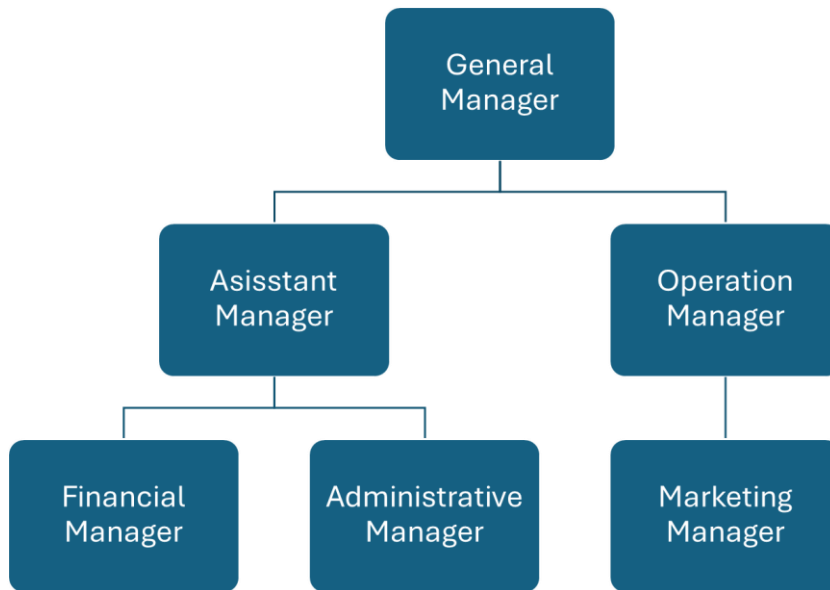 General
Manager
Asisstant
Manager
Operation
Manager
Financial
Manager
Administrative
Manager
Marketing
Manager